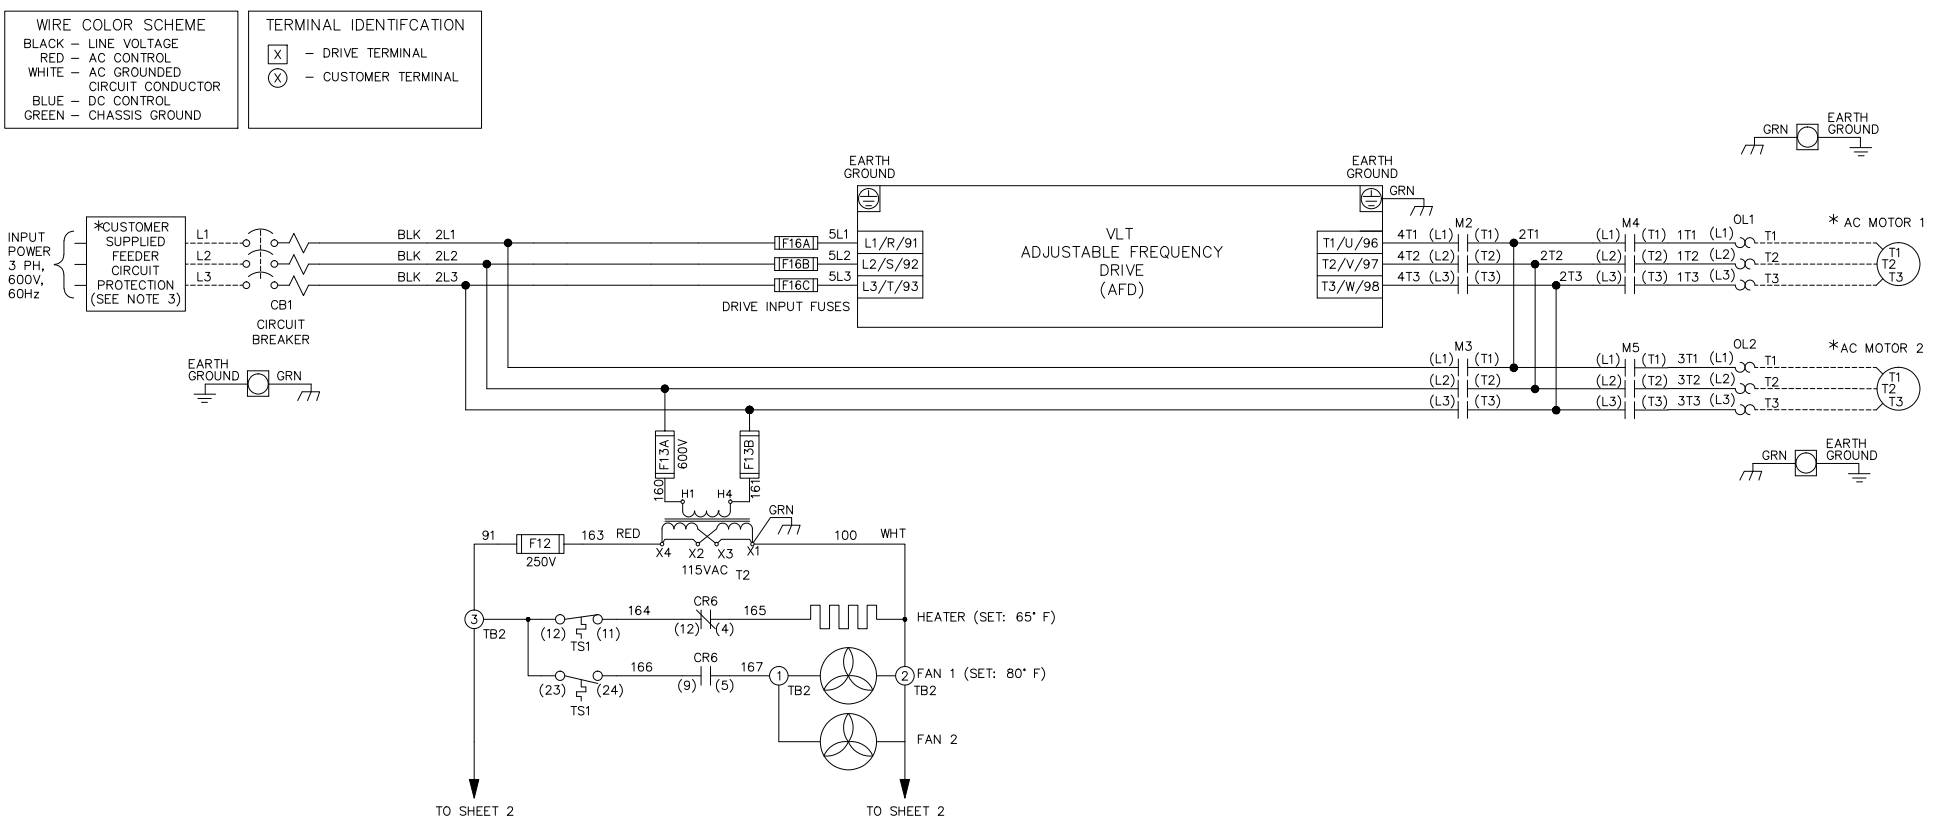 WIRE COLOR SCHEME
BLACK – LINE VOLTAGE
RED – AC CONTROL
WHITE – AC GROUNDED
CIRCUIT CONDUCTOR
BLUE – DC CONTROL
GREEN – CHASSIS GROUND
TERMINAL IDENTIFCATION
X – DRIVE TERMINAL
X – CUSTOMER TERMINAL
GRN
EARTH
GROUND
EARTH
GROUND
EARTH
GROUND
GRN
INPUT
POWER
3 PH,
600V,
60Hz
*CUSTOMER
SUPPLIED
FEEDER
CIRCUIT
PROTECTION
(SEE NOTE 3)
L1
L2
L3
CB1
CIRCUIT
BREAKER
BLK 2L1
BLK 2L2
BLK 2L3
F16A 5L1
F16B 5L2
F16C 5L3
DRIVE INPUT FUSES
L1/R/91
L2/S/92
L3/T/93
VLT
ADJUSTABLE FREQUENCY
DRIVE
(AFD)
T1/U/96
T2/V/97
T3/W/98
4T1 (L1) M2 (T1) 2T1 (L1) M4 (T1) 1T1 (L1) OL1 T1
4T2 (L2) (T2) 2T2 (L2) (T2) 1T2 (L2) T2
4T3 (L3) (T3) 2T3 (L3) (T3) 1T3 (L3) T3
* AC MOTOR 1
T1
T2
T3
EARTH
GROUND
GRN
(L1) M3 (T1) (L1) M5 (T1) 3T1 (L1) OL2 T1
(L2) (T2) (L2) (T2) 3T2 (L2) T2
(L3) (T3) (L3) (T3) 3T3 (L3) T3
*AC MOTOR 2
T1
T2
T3
GRN
EARTH
GROUND
F13A
600V
F13B
160
161
H1 H4
GRN
91 F12 163 RED
250V
X4 X2 X3 X1
100 WHT
115VAC T2
3
TB2
(12) (11)
TS1
164
CR6
(12) (4)
165
HEATER (SET: 65° F)
(23) (24)
TS1
166
CR6
(9) (5)
167
1
TB2
2
TB2
FAN 1 (SET: 80° F)
FAN 2
TO SHEET 2
TO SHEET 2